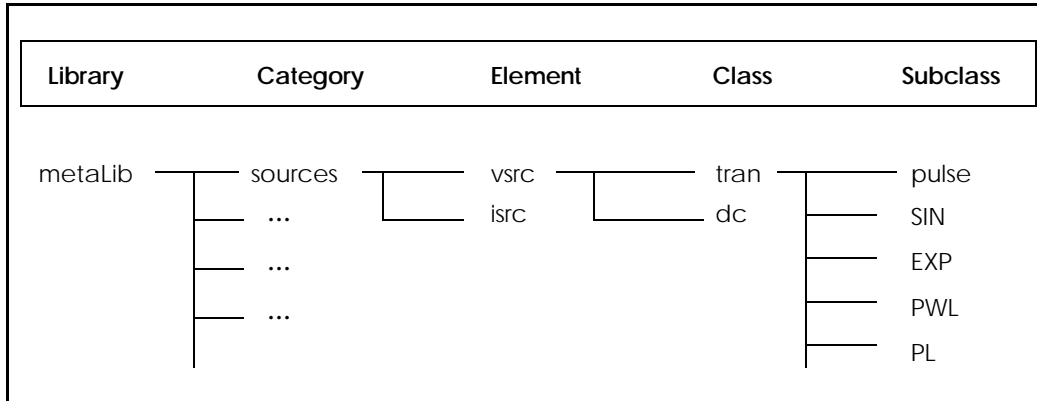 Library Category Element Class Subclass
metaLib sources vsrc tran pulse
... isrc dc SIN
... EXP
... PWL
PL